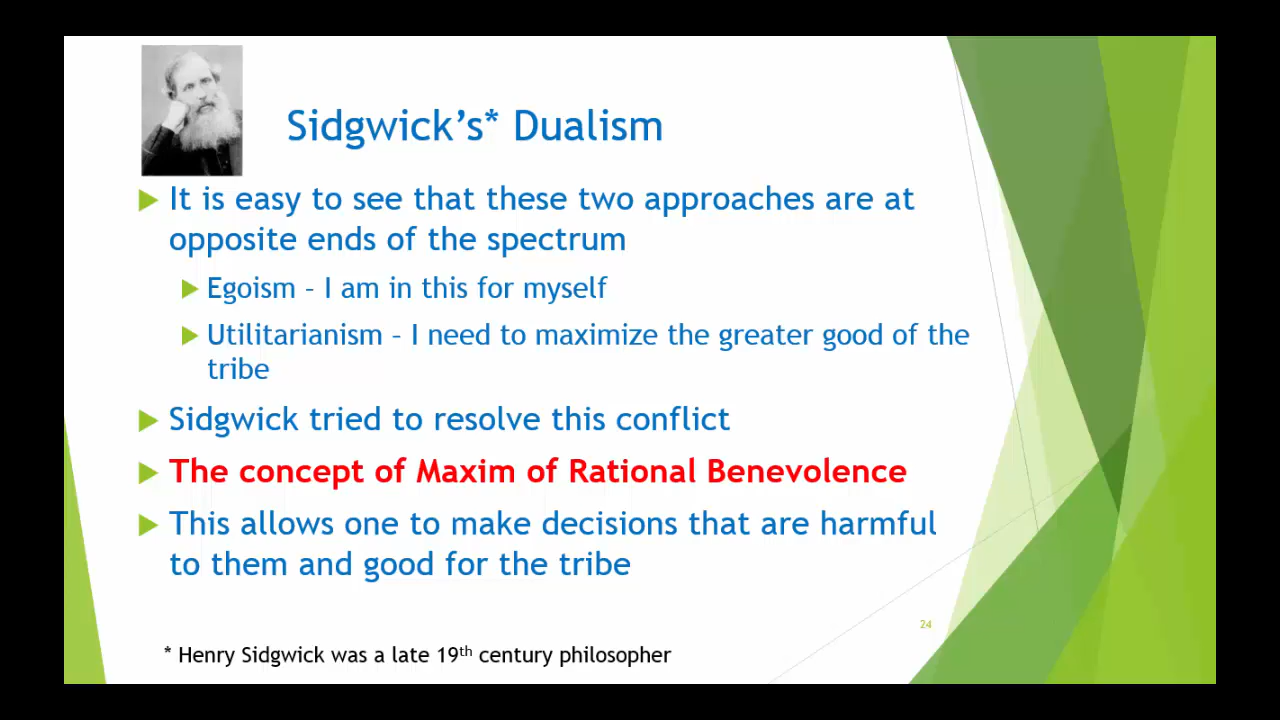 Sidgwick's* Dualism
It is easy to see that these two approaches are at
opposite ends of the spectrum
Egoism – I am in this for myself
Utilitarianism – I need to maximize the greater good of the
tribe
Sidgwick tried to resolve this conflict
The concept of Maxim of Rational Benevolence
This allows one to make decisions that are harmful
to them and good for the tribe
24
* Henry Sidgwick was a late 19th century philosopher